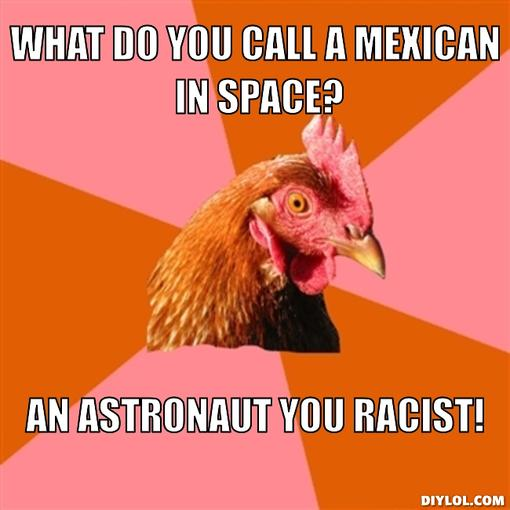 WHAT DO YOU CALL A MEXICAN
IN SPACE?
AN ASTRONAUT YOU RACIST!
DIYLOL.COM